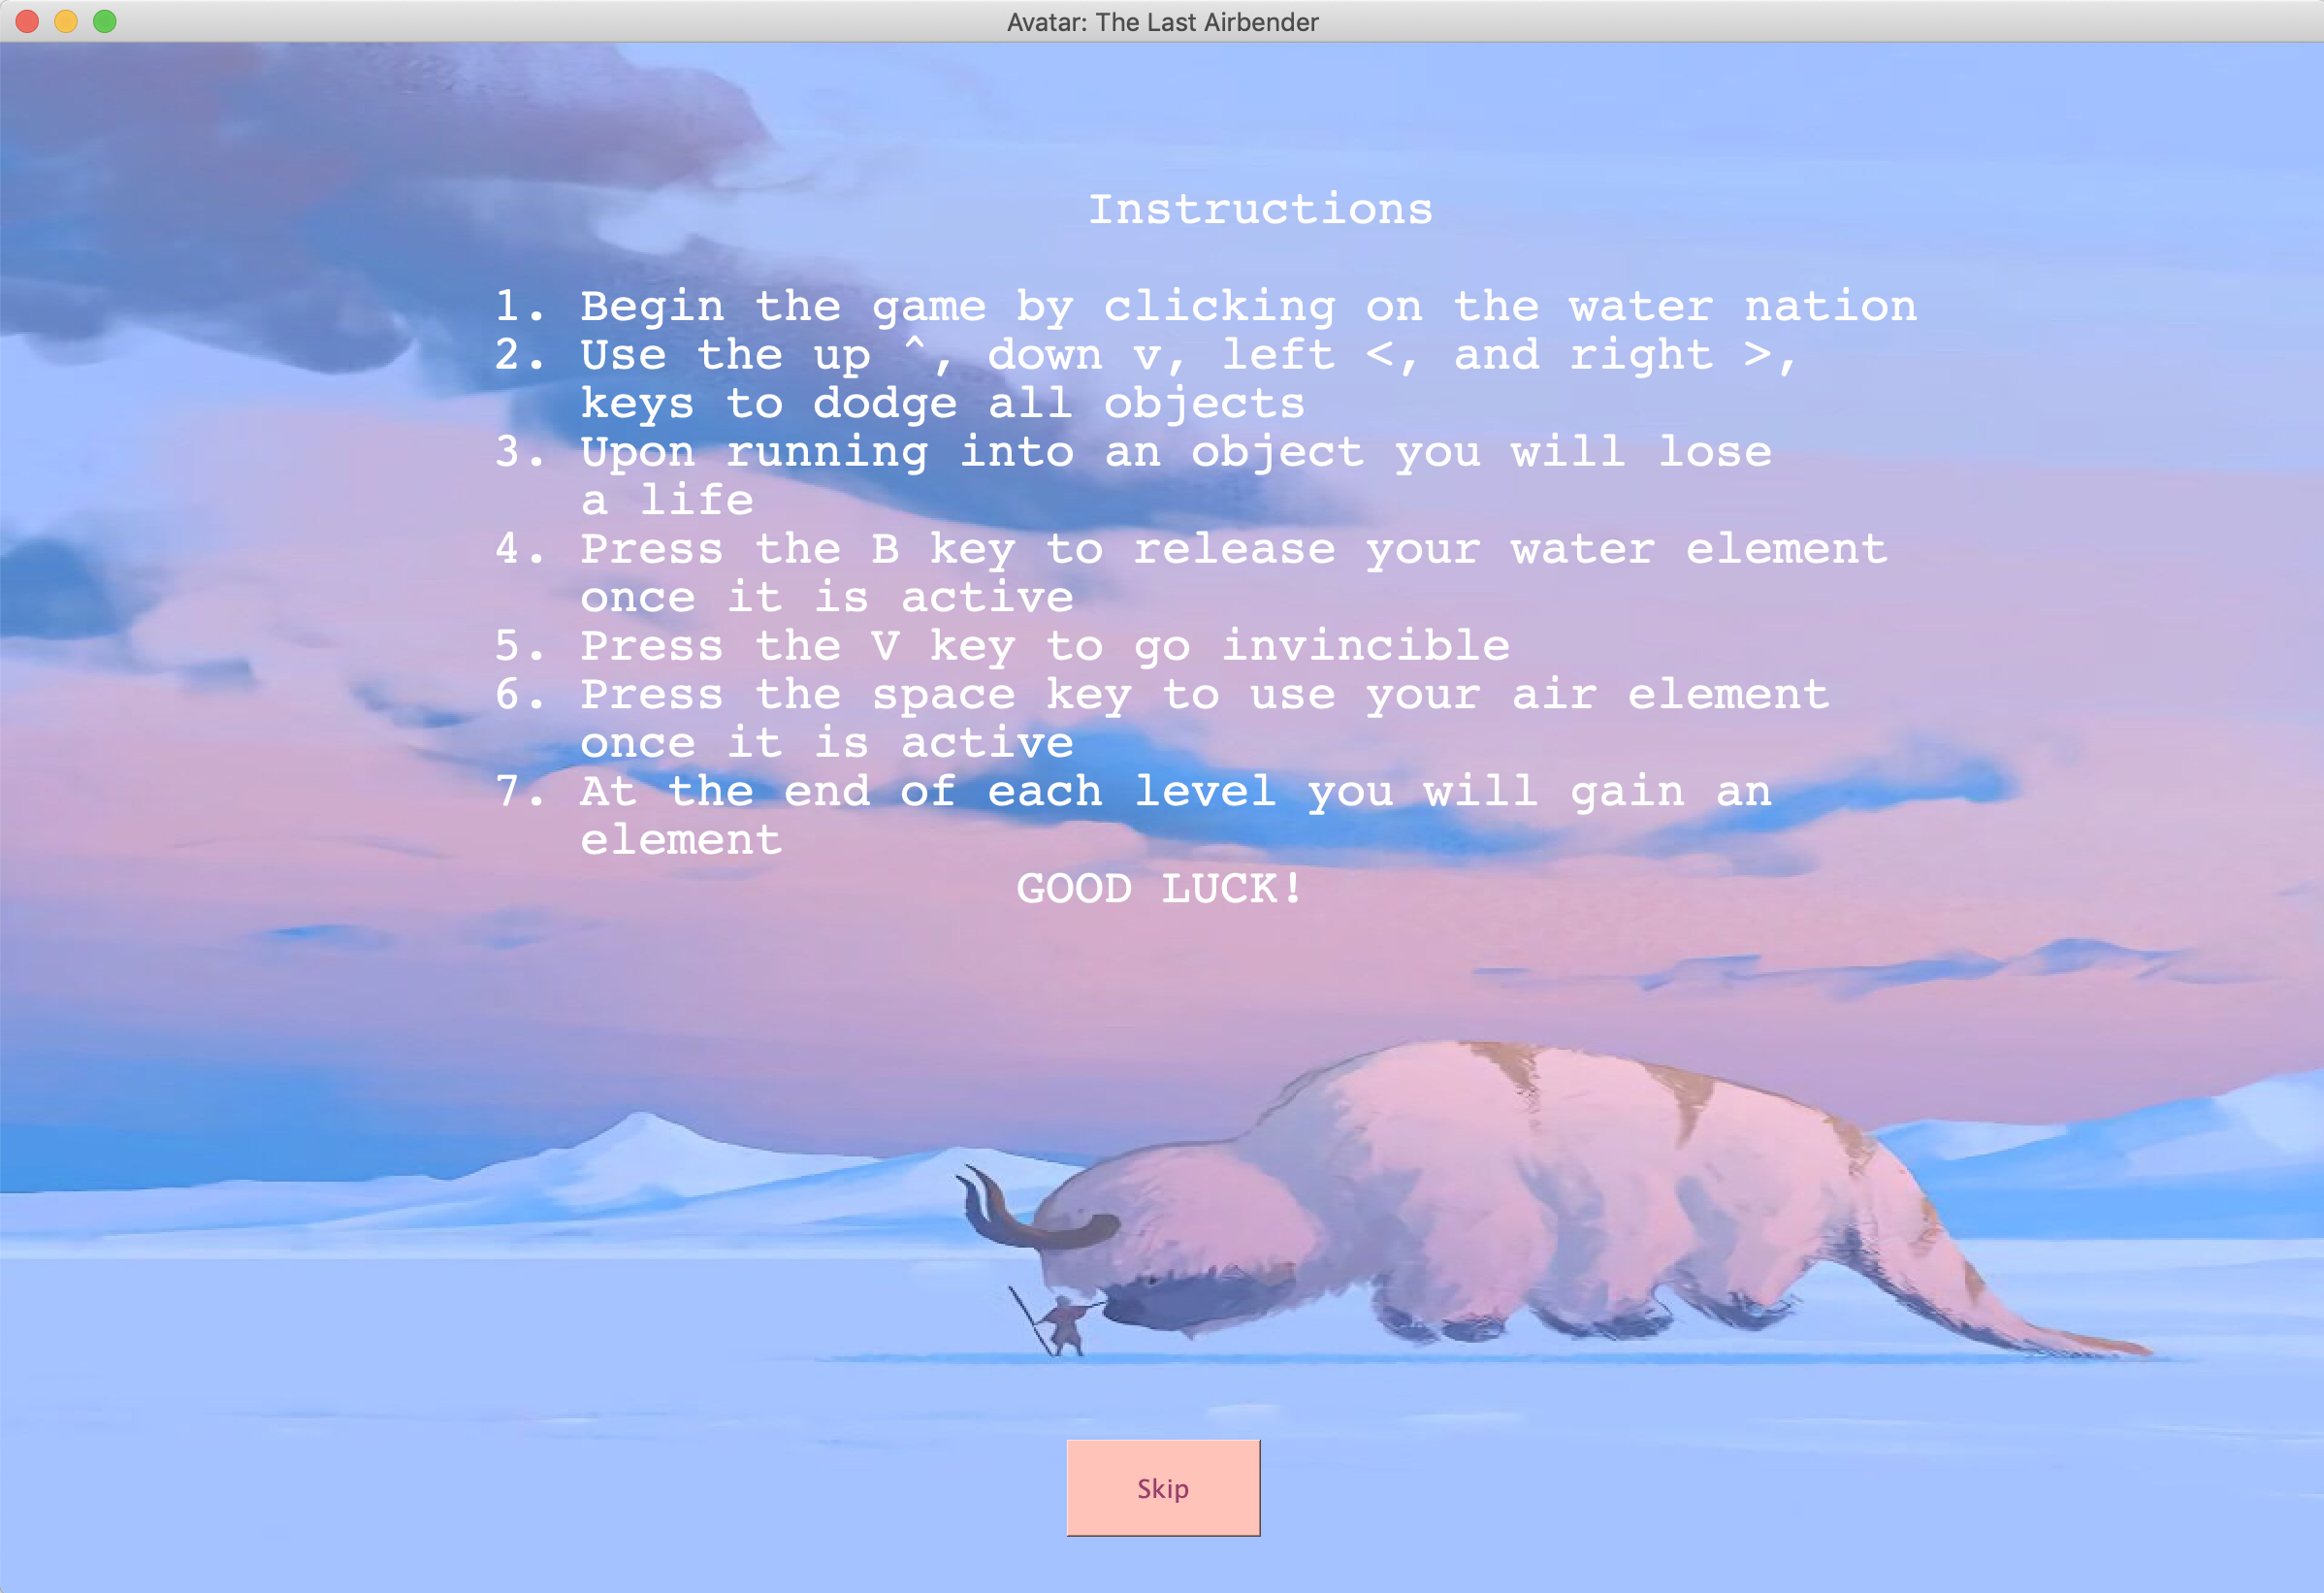 Avatar: The Last Airbender
Instructions
1. Begin the game by clicking on the water nation
2. Use the up ^, down v, left <, and right >,
keys to dodge all objects
3. Upon running into an object you will lose
a life
4. Press the B key to release your water element
once it is active
5. Press the V key to go invincible
6. Press the space key to use your air element
once it is active
7. At the end of each level you will gain an
element
GOOD LUCK!
Skip